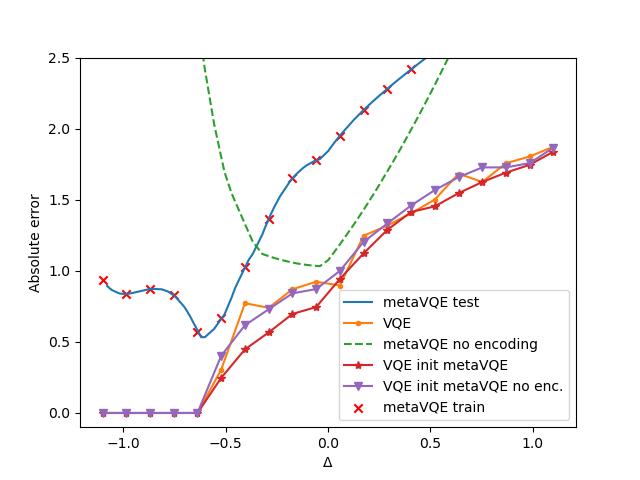 2.5
2.0
1.5
1.0
0.5
0.0
Absolute error
metaVQE test
VQE
metaVQE no encoding
VQE init metaVQE
VQE init metaVQE no enc.
metaVQE train
−1.0 −0.5 0.0 0.5 1.0
Δ